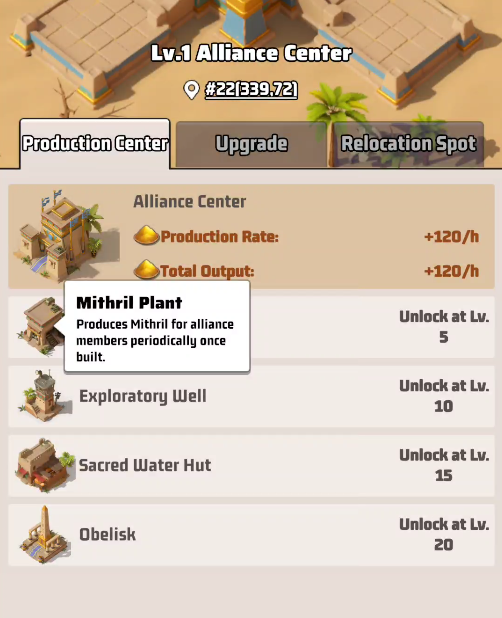 Lv.1 Alliance Center
#22(339,72)
Production Center
Upgrade
Relocation Spot
Alliance Center
Production Rate: +120/h
Total Output: +120/h
Mithril Plant
Produces Mithril for alliance
members periodically once
built.
Unlock at Lv.
5
Exploratory Well
Unlock at Lv.
10
Sacred Water Hut
Unlock at Lv.
15
Obelisk
Unlock at Lv.
20